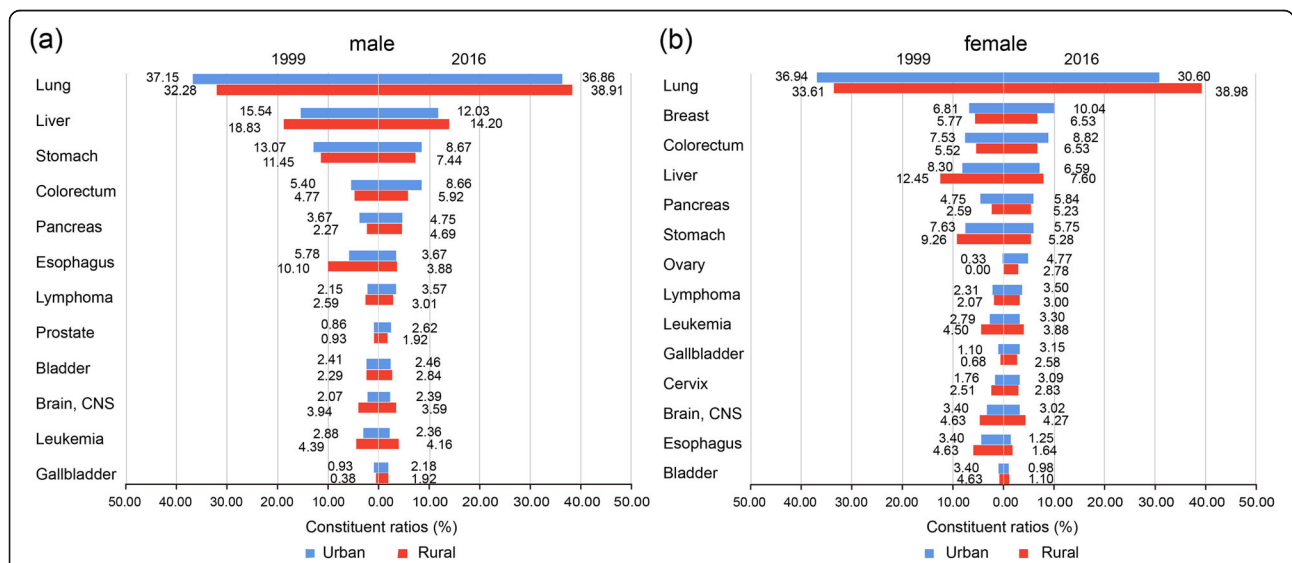 (a)
male
1999 2016
Lung 37.15 36.86
32.28 38.91
Liver 15.54 12.03
18.83 14.20
Stomach 13.07 8.67
11.45 7.44
Colorectum 5.40 8.66
4.77 5.92
Pancreas 3.67 4.75
2.27 4.69
Esophagus 5.78 3.67
10.10 3.88
Lymphoma 2.15 3.57
2.59 3.01
Prostate 0.86 2.62
0.93 1.92
Bladder 2.41 2.46
2.29 2.84
Brain, CNS 2.07 2.39
3.94 3.59
Leukemia 2.88 2.36
4.39 4.16
Gallbladder 0.93 2.18
0.38 1.92
50.00 40.00 30.00 20.00 10.00 0.00 10.00 20.00 30.00 40.00 50.00
Constituent ratios (%)
Urban Rural
(b)
female
1999 2016
Lung 36.94 30.60
33.61 38.98
Breast 6.81 10.04
5.77 6.53
Colorectum 7.53 8.82
5.52 6.53
Liver 8.30 6.59
12.45 7.60
Pancreas 4.75 5.84
2.59 5.23
Stomach 7.63 5.75
9.26 5.28
Ovary 0.33 4.77
0.00 2.78
Lymphoma 2.31 3.50
2.07 3.00
Leukemia 2.79 3.30
4.50 3.88
Gallbladder 1.10 3.15
0.68 2.58
Cervix 1.76 3.09
2.51 2.83
Brain, CNS 3.40 3.02
4.63 4.27
Esophagus 3.40 1.25
4.63 1.64
Bladder 3.40 0.98
4.63 1.10
50.00 40.00 30.00 20.00 10.00 0.00 10.00 20.00 30.00 40.00 50.00
Constituent ratios (%)
Urban Rural